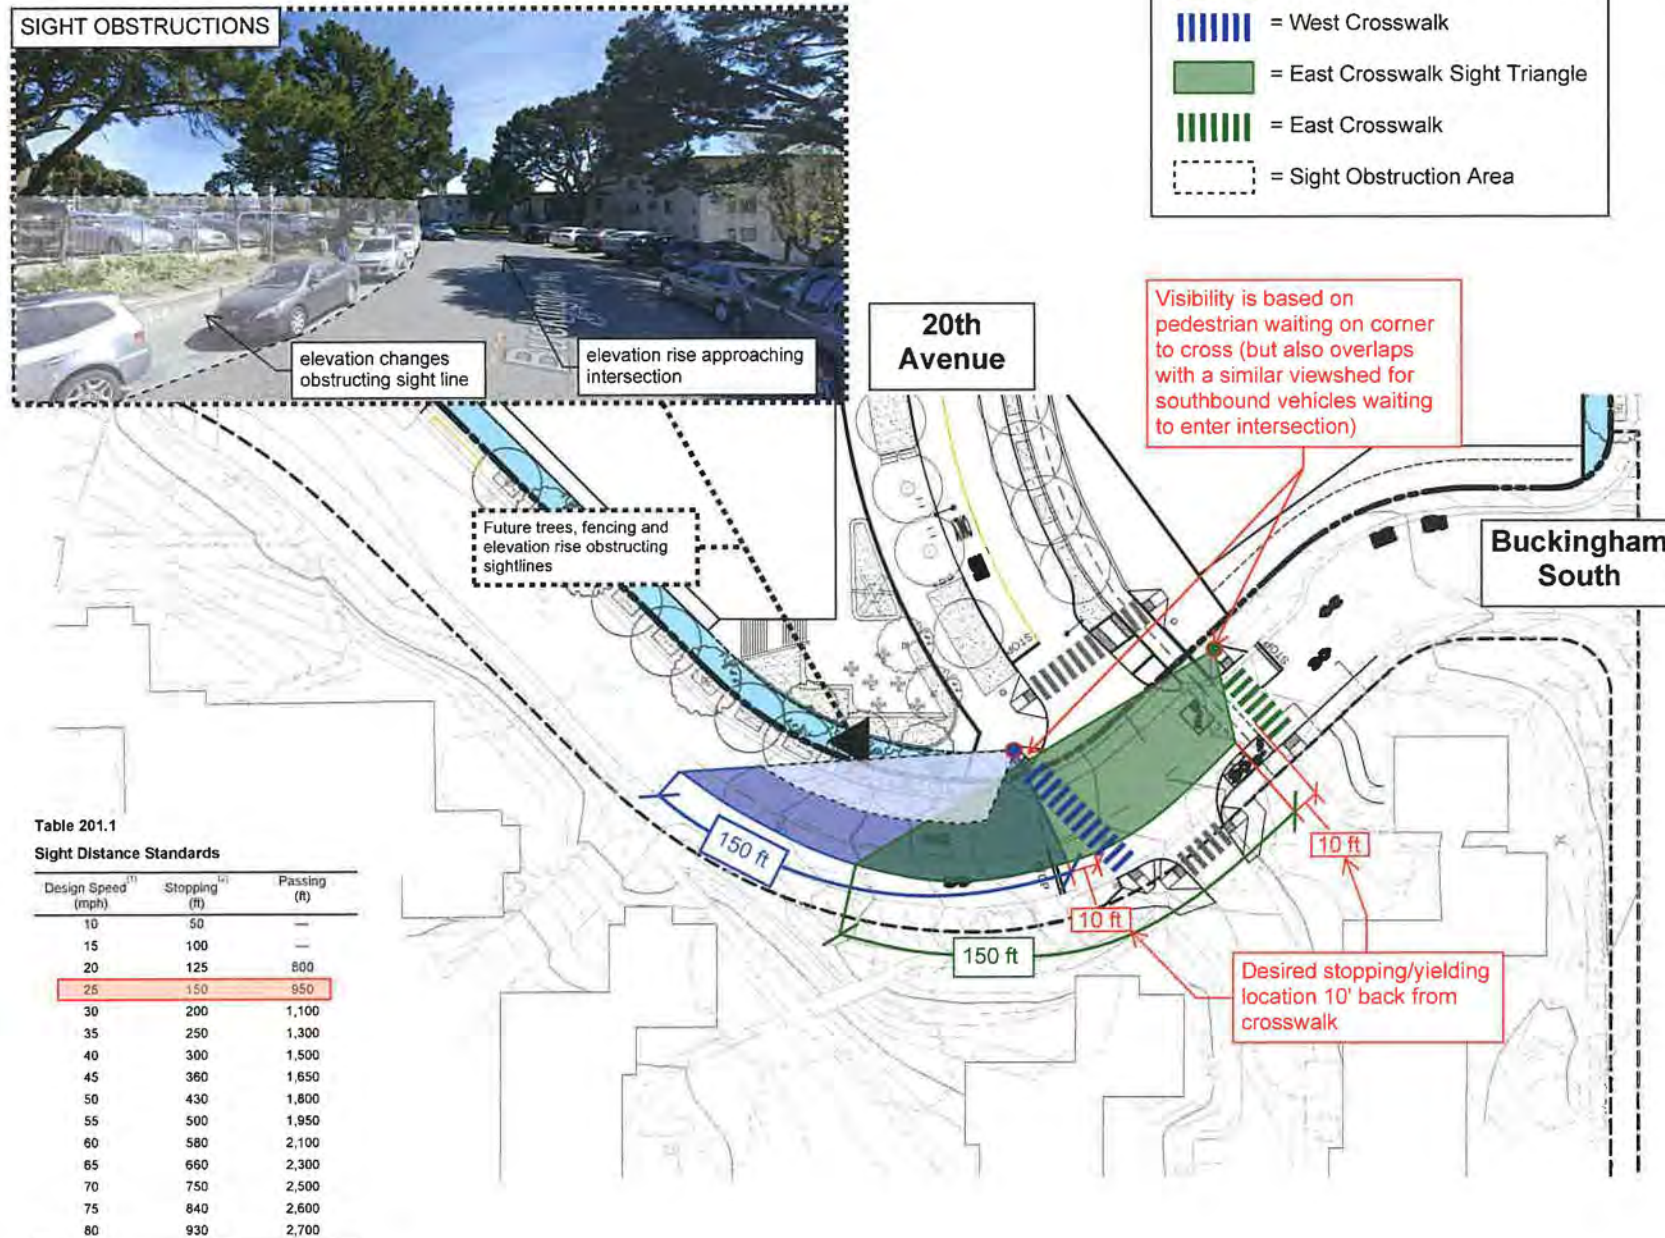 SIGHT OBSTRUCTIONS
elevation changes
obstructing sight line
elevation rise approaching
intersection
= West Crosswalk
= East Crosswalk Sight Triangle
= East Crosswalk
= Sight Obstruction Area
20th
Avenue
Visibility is based on
pedestrian waiting on corner
to cross (but also overlaps
with a similar viewshed for
southbound vehicles waiting
to enter intersection)
Future trees, fencing and
elevation rise obstructing
sightlines
Buckingham
South
STOP
STOP
150 ft
10 ft
10 ft
150 ft
Desired stopping/yielding
location 10' back from
crosswalk
Table 201.1
Sight Distance Standards
Design Speed(1) Stopping(2) Passing
(mph) (ft) (ft)
10 50 —
15 100 —
20 125 800
25 150 950
30 200 1,100
35 250 1,300
40 300 1,500
45 360 1,650
50 430 1,800
55 500 1,950
60 580 2,100
65 660 2,300
70 750 2,500
75 840 2,600
80 930 2,700